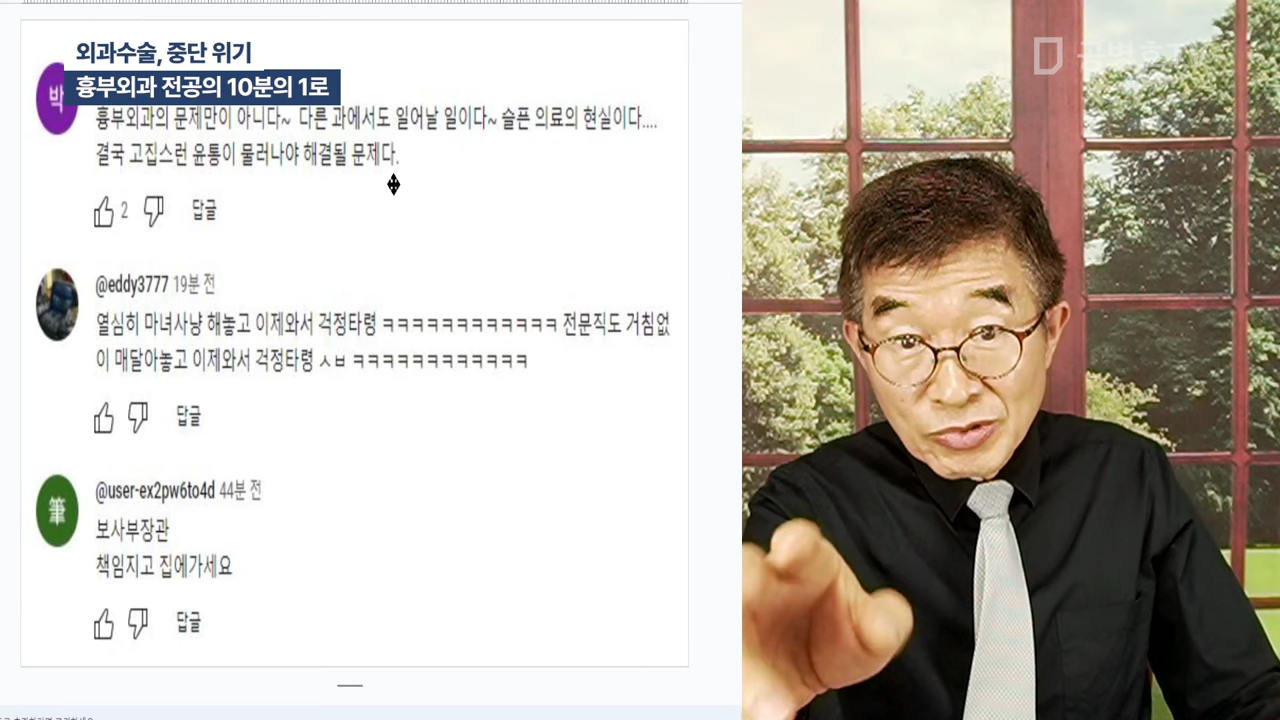 외과수술, 중단 위기
흉부외과 전공의 10분의 1로
박
흉부외과의 문제만이 아니다~ 다른 과에서도 일어날 일이다~ 슬픈 의료의 현실이다....
결국 고집스런 윤통이 물러나야 해결될 문제다.
2 답글
@eddy3777 19분 전
열심히 마녀사냥 해놓고 이제와서 걱정타령 ㅋㅋㅋㅋㅋㅋㅋㅋㅋㅋㅋㅋ 전문직도 거침없
이 매달아놓고 이제와서 걱정타령 ㅅㅂ ㅋㅋㅋㅋㅋㅋㅋㅋㅋㅋㅋㅋ
답글
筆
@user-ex2pw6to4d 44분 전
보사부장관
책임지고 집에가세요
답글
공병호TV